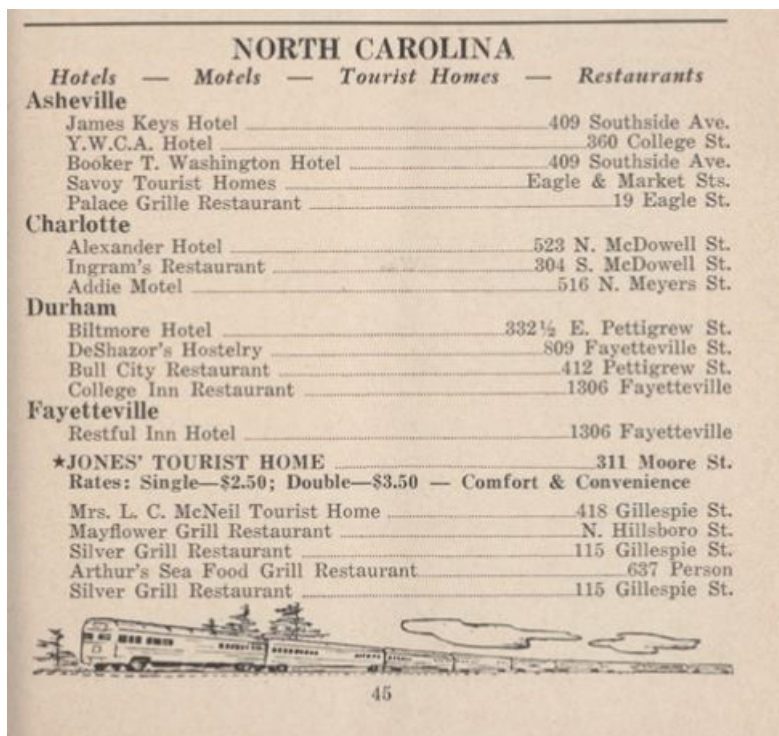 NORTH CAROLINA
Hotels — Motels — Tourist Homes — Restaurants
Asheville
James Keys Hotel 409 Southside Ave.
Y.W.C.A. Hotel 360 College St.
Booker T. Washington Hotel 409 Southside Ave.
Savoy Tourist Homes Eagle & Market Sts.
Palace Grille Restaurant 19 Eagle St.
Charlotte
Alexander Hotel 523 N. McDowell St.
Ingram's Restaurant 304 S. McDowell St.
Addie Motel 516 N. Meyers St.
Durham
Biltmore Hotel 332½ E. Pettigrew St.
DeShazor's Hostelry 809 Fayetteville St.
Bull City Restaurant 412 Pettigrew St.
College Inn Restaurant 1306 Fayetteville
Fayetteville
Restful Inn Hotel 1306 Fayetteville
★JONES' TOURIST HOME 311 Moore St.
Rates: Single—$2.50; Double—$3.50 — Comfort & Convenience
Mrs. L. C. McNeil Tourist Home 418 Gillespie St.
Mayflower Grill Restaurant N. Hillsboro St.
Silver Grill Restaurant 115 Gillespie St.
Arthur's Sea Food Grill Restaurant 637 Person
Silver Grill Restaurant 115 Gillespie St.
45